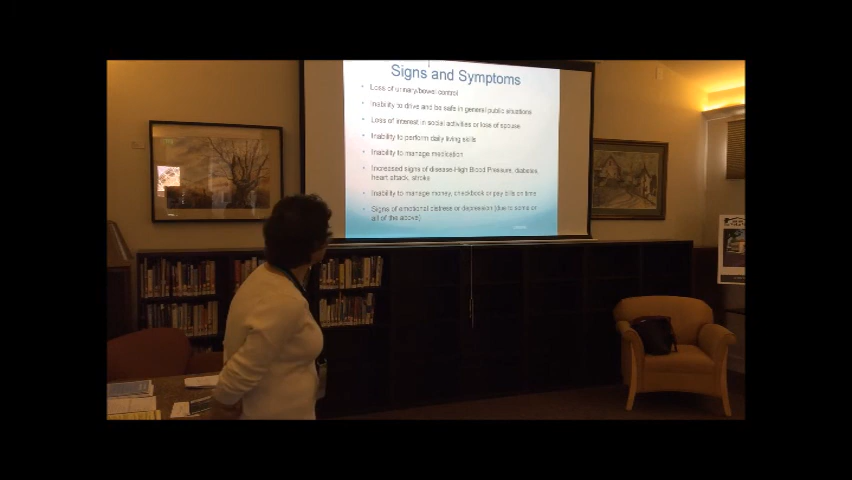 Signs and Symptoms
• Loss of urinary/bowel control
• Inability to drive and be safe in general public situations
• Loss of interest in social activities or loss of spouse
• Inability to perform daily living skills
• Inability to manage medication
• Increased signs of disease-High Blood Pressure, diabetes,
heart attack, stroke
• Inability to manage money, checkbook or pay bills on time
• Signs of emotional distress or depression (due to some or
all of the above)